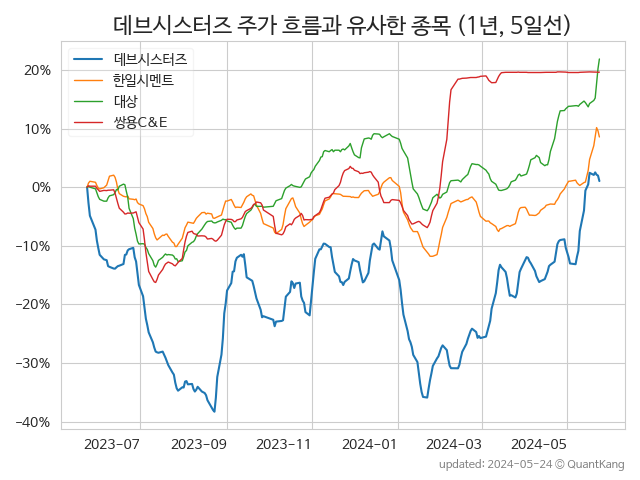 데브시스터즈 주가 흐름과 유사한 종목 (1년, 5일선)
데브시스터즈
한일시멘트
대상
쌍용C&E
20%
10%
0%
−10%
−20%
−30%
−40%
2023-07
2023-09
2023-11
2024-01
2024-03
2024-05
updated: 2024-05-24 © QuantKang